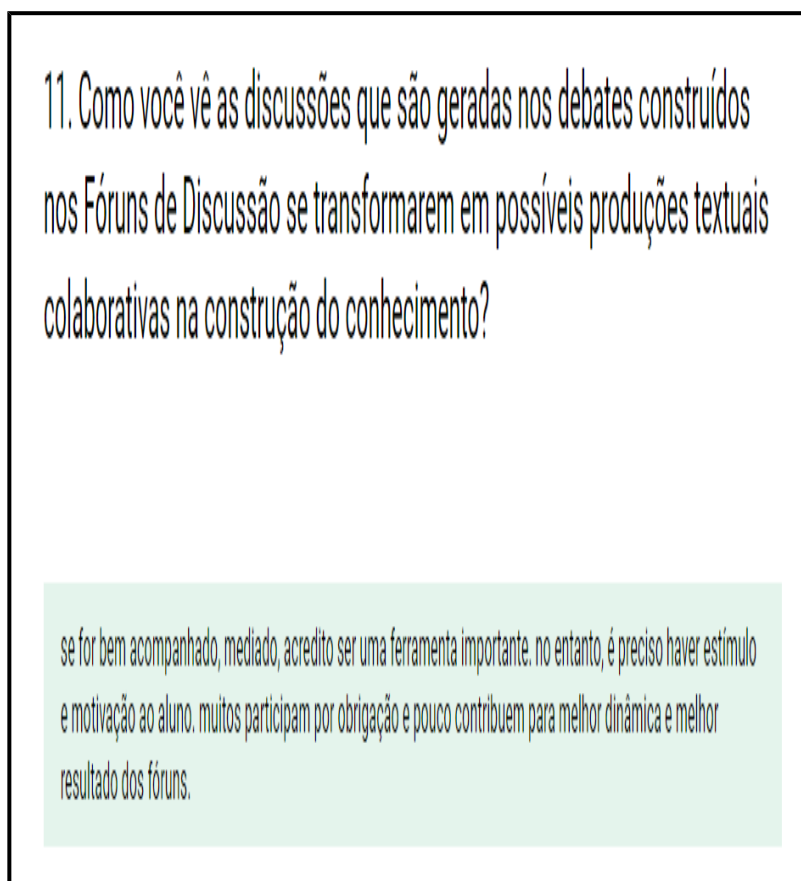 11. Como você vê as discussões que são geradas nos debates construídos
nos Fóruns de Discussão se transformarem em possíveis produções textuais
colaborativas na construção do conhecimento?
se for bem acompanhado, mediado, acredito ser uma ferramenta importante. no entanto, é preciso haver estímulo
e motivação ao aluno. muitos participam por obrigação e pouco contribuem para melhor dinâmica e melhor
resultado dos fóruns.